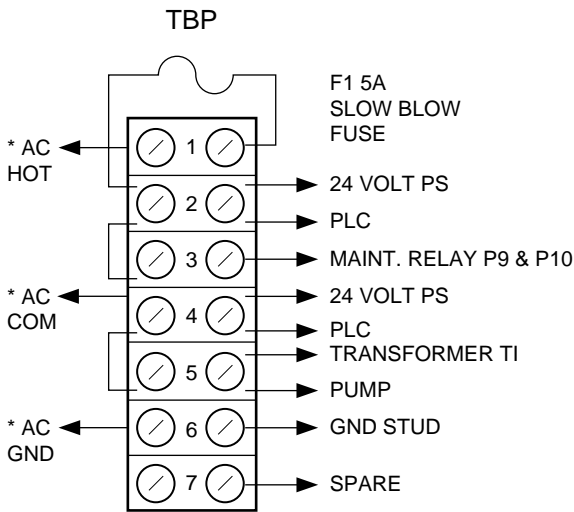 TBP
F1 5A
SLOW BLOW
FUSE
* AC
HOT
1
24 VOLT PS
2
PLC
3
MAINT. RELAY P9 & P10
* AC
COM
24 VOLT PS
4
PLC
TRANSFORMER TI
5
PUMP
* AC
GND
6
GND STUD
7
SPARE